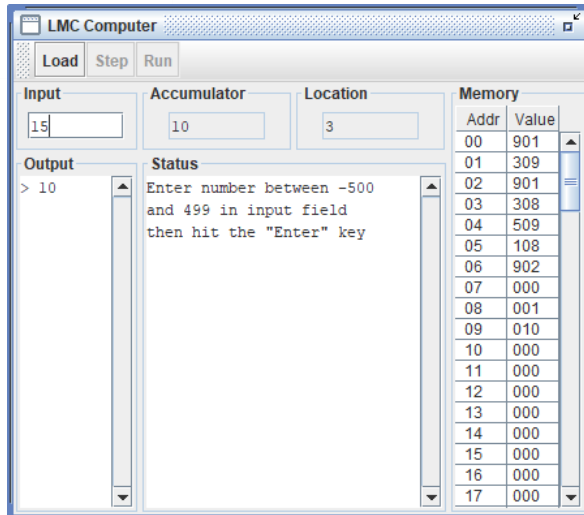 LMC Computer
Load Step Run
Input
15
Accumulator
10
Location
3
Output
> 10
Status
Enter number between -500
and 499 in input field
then hit the "Enter" key
Memory
Addr Value
00 901
01 309
02 901
03 308
04 509
05 108
06 902
07 000
08 001
09 010
10 000
11 000
12 000
13 000
14 000
15 000
16 000
17 000